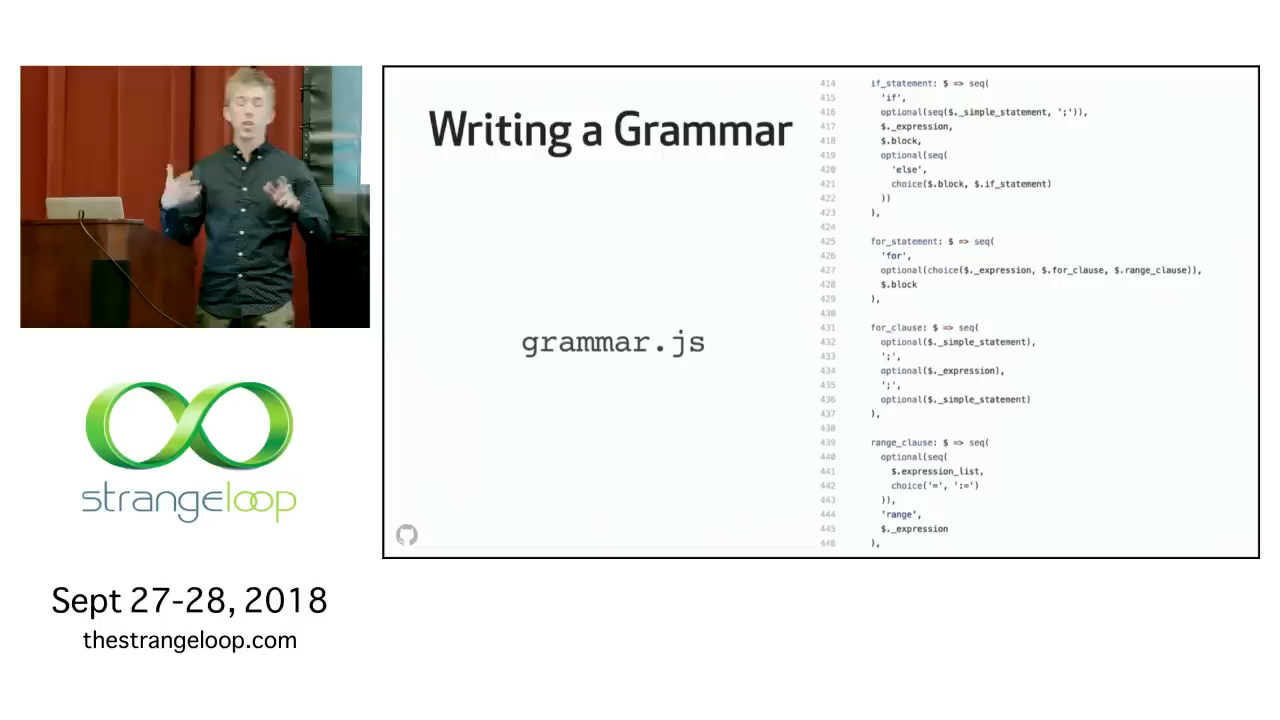 Writing a Grammar
grammar.js
414 if_statement: $ => seq(
415 'if',
416 optional(seq($._simple_statement, ';')),
417 $._expression,
418 $.block,
419 optional(seq(
420 'else',
421 choice($.block, $.if_statement)
422 ))
423 ),
424
425 for_statement: $ => seq(
426 'for',
427 optional(choice($._expression, $.for_clause, $.range_clause)),
428 $.block
429 ),
430
431 for_clause: $ => seq(
432 optional($._simple_statement),
433 ';',
434 optional($._expression),
435 ';',
436 optional($._simple_statement)
437 ),
438
439 range_clause: $ => seq(
440 optional(seq(
441 $.expression_list,
442 choice('=', ':=')
443 )),
444 'range',
445 $._expression
446 ),
strangeloop
Sept 27-28, 2018
thestrangeloop.com